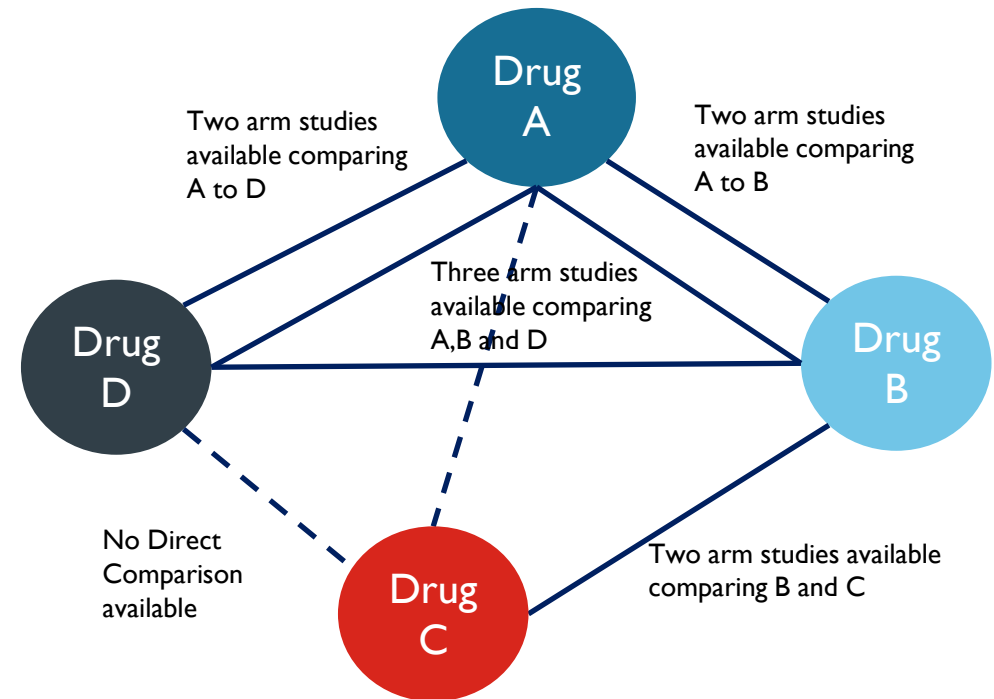 Drug
A
Two arm studies
available comparing
A to D
Two arm studies
available comparing
A to B
Three arm studies
available comparing
A,B and D
Drug
D
Drug
B
No Direct
Comparison
available
Drug
C
Two arm studies available
comparing B and C